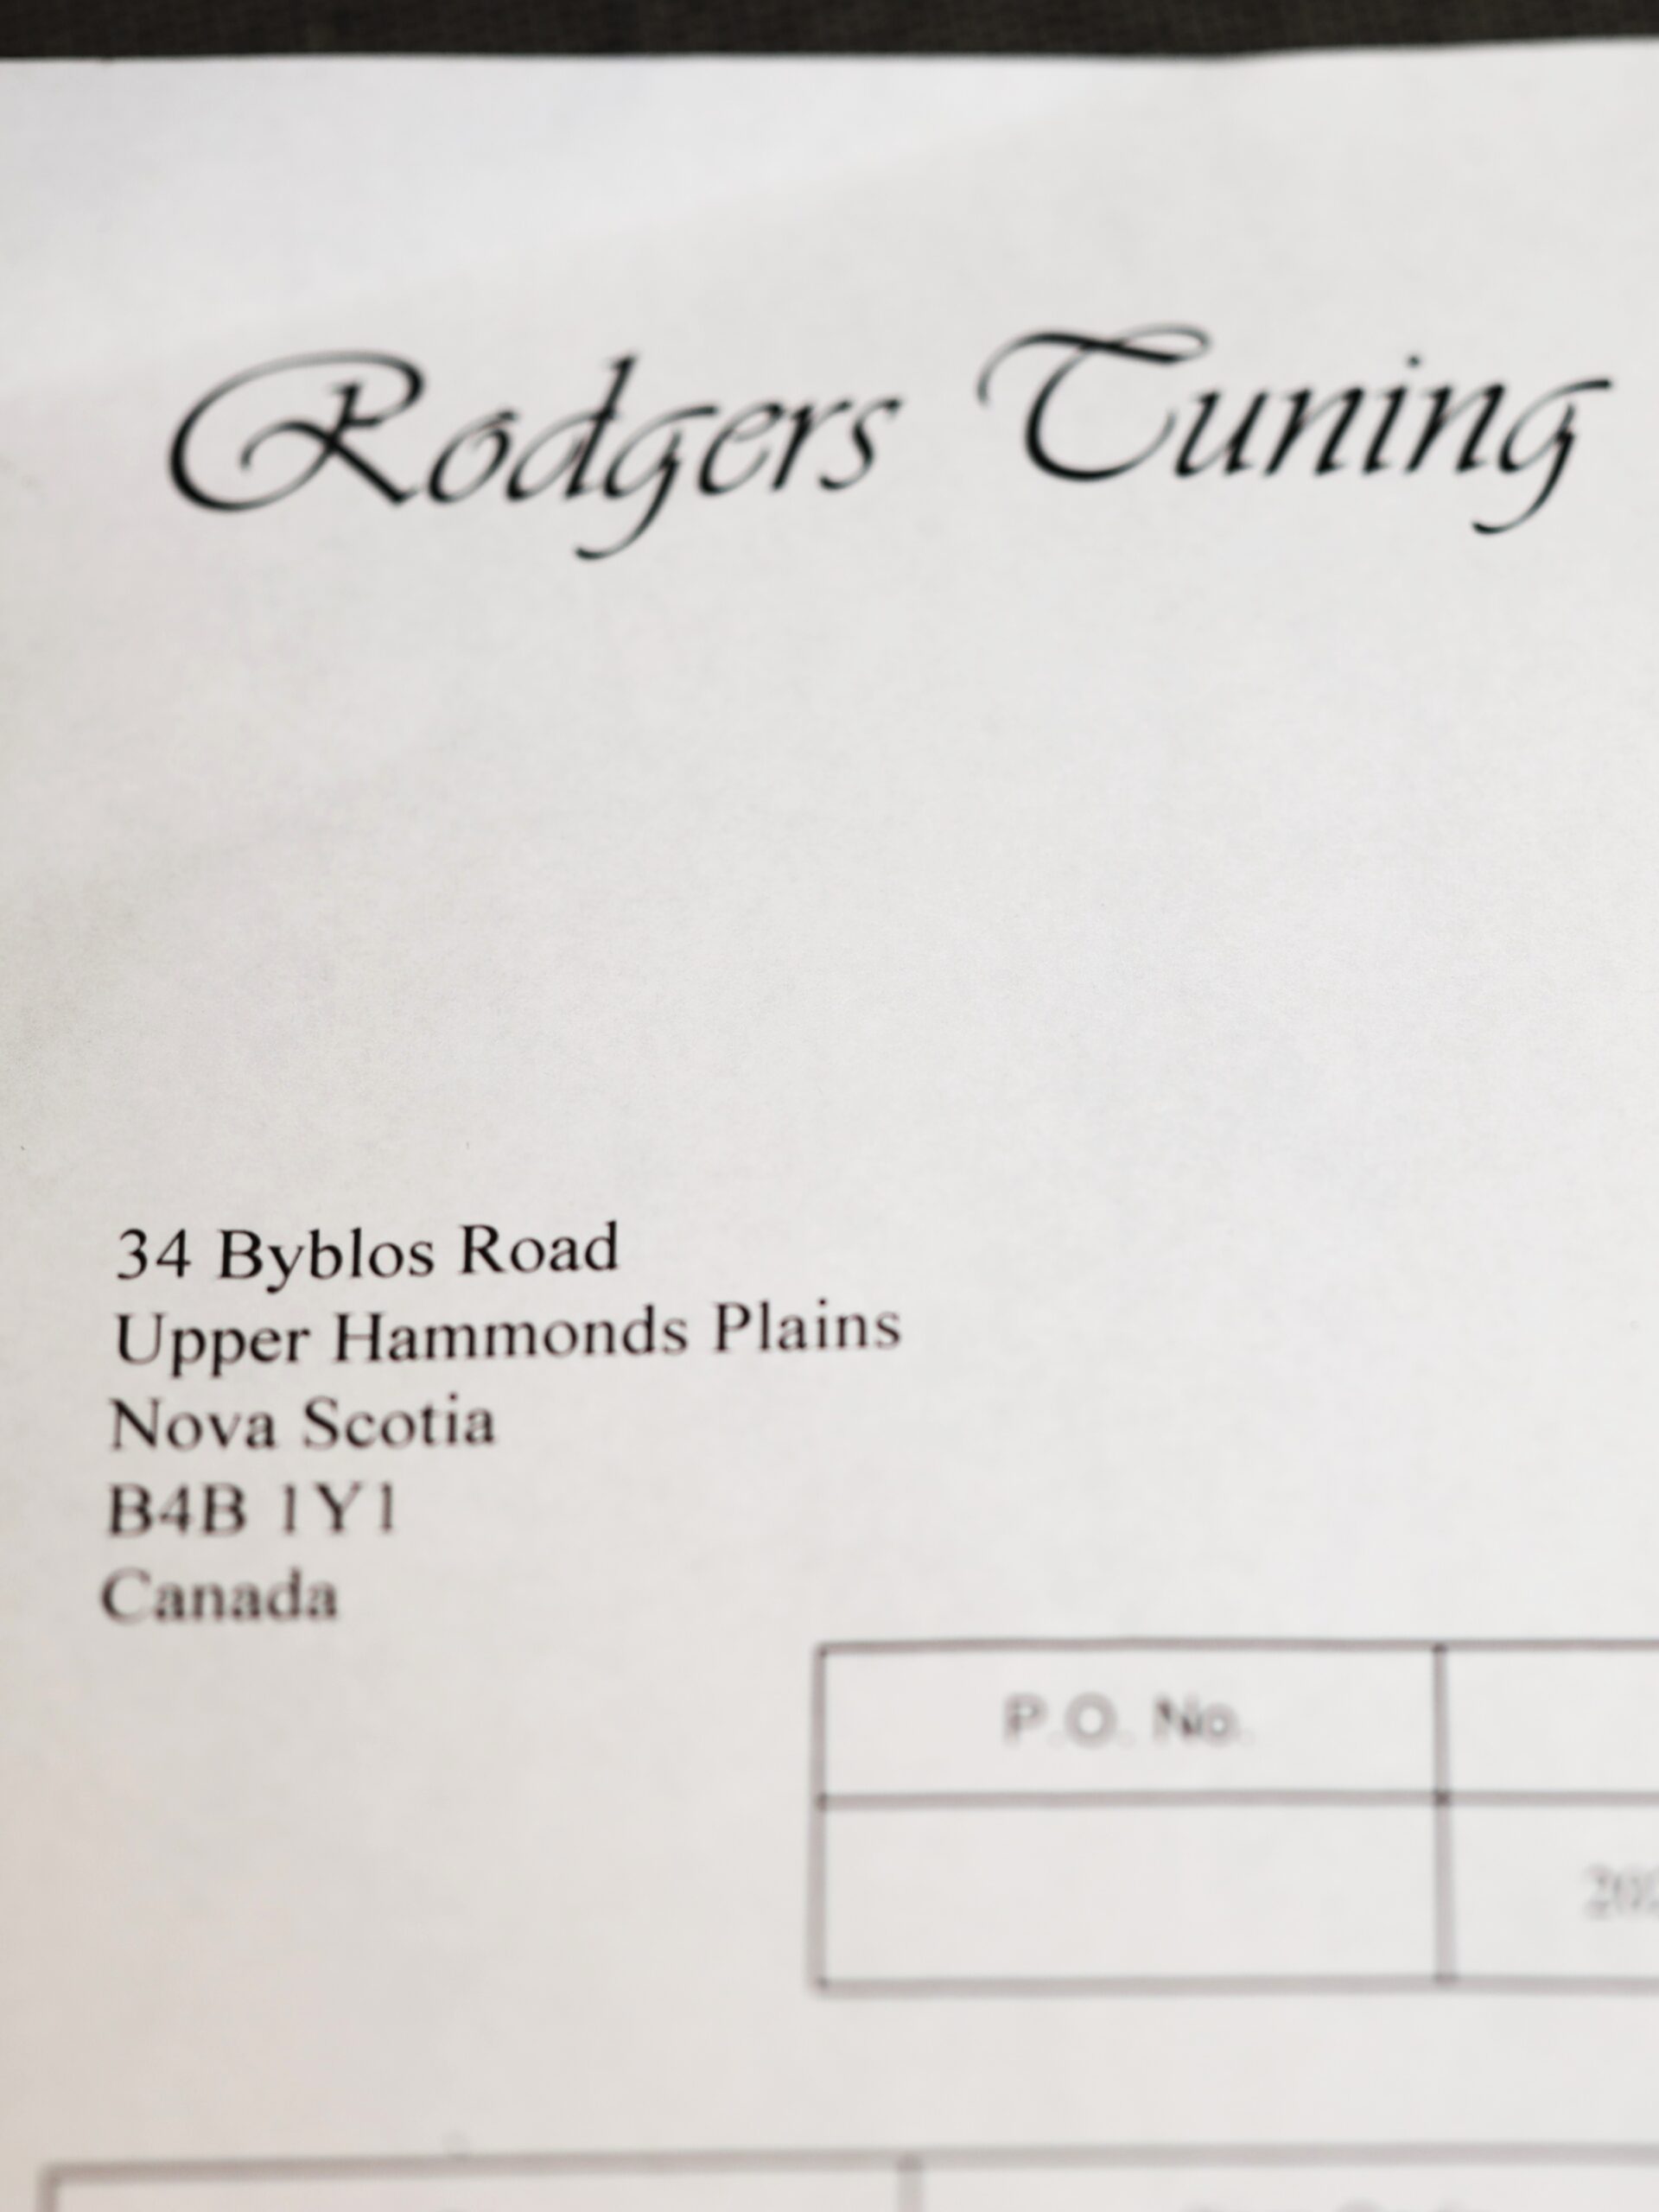 Rodgers Tuning
34 Byblos Road
Upper Hammonds Plains
Nova Scotia
B4B 1Y1
Canada
P.O. No.